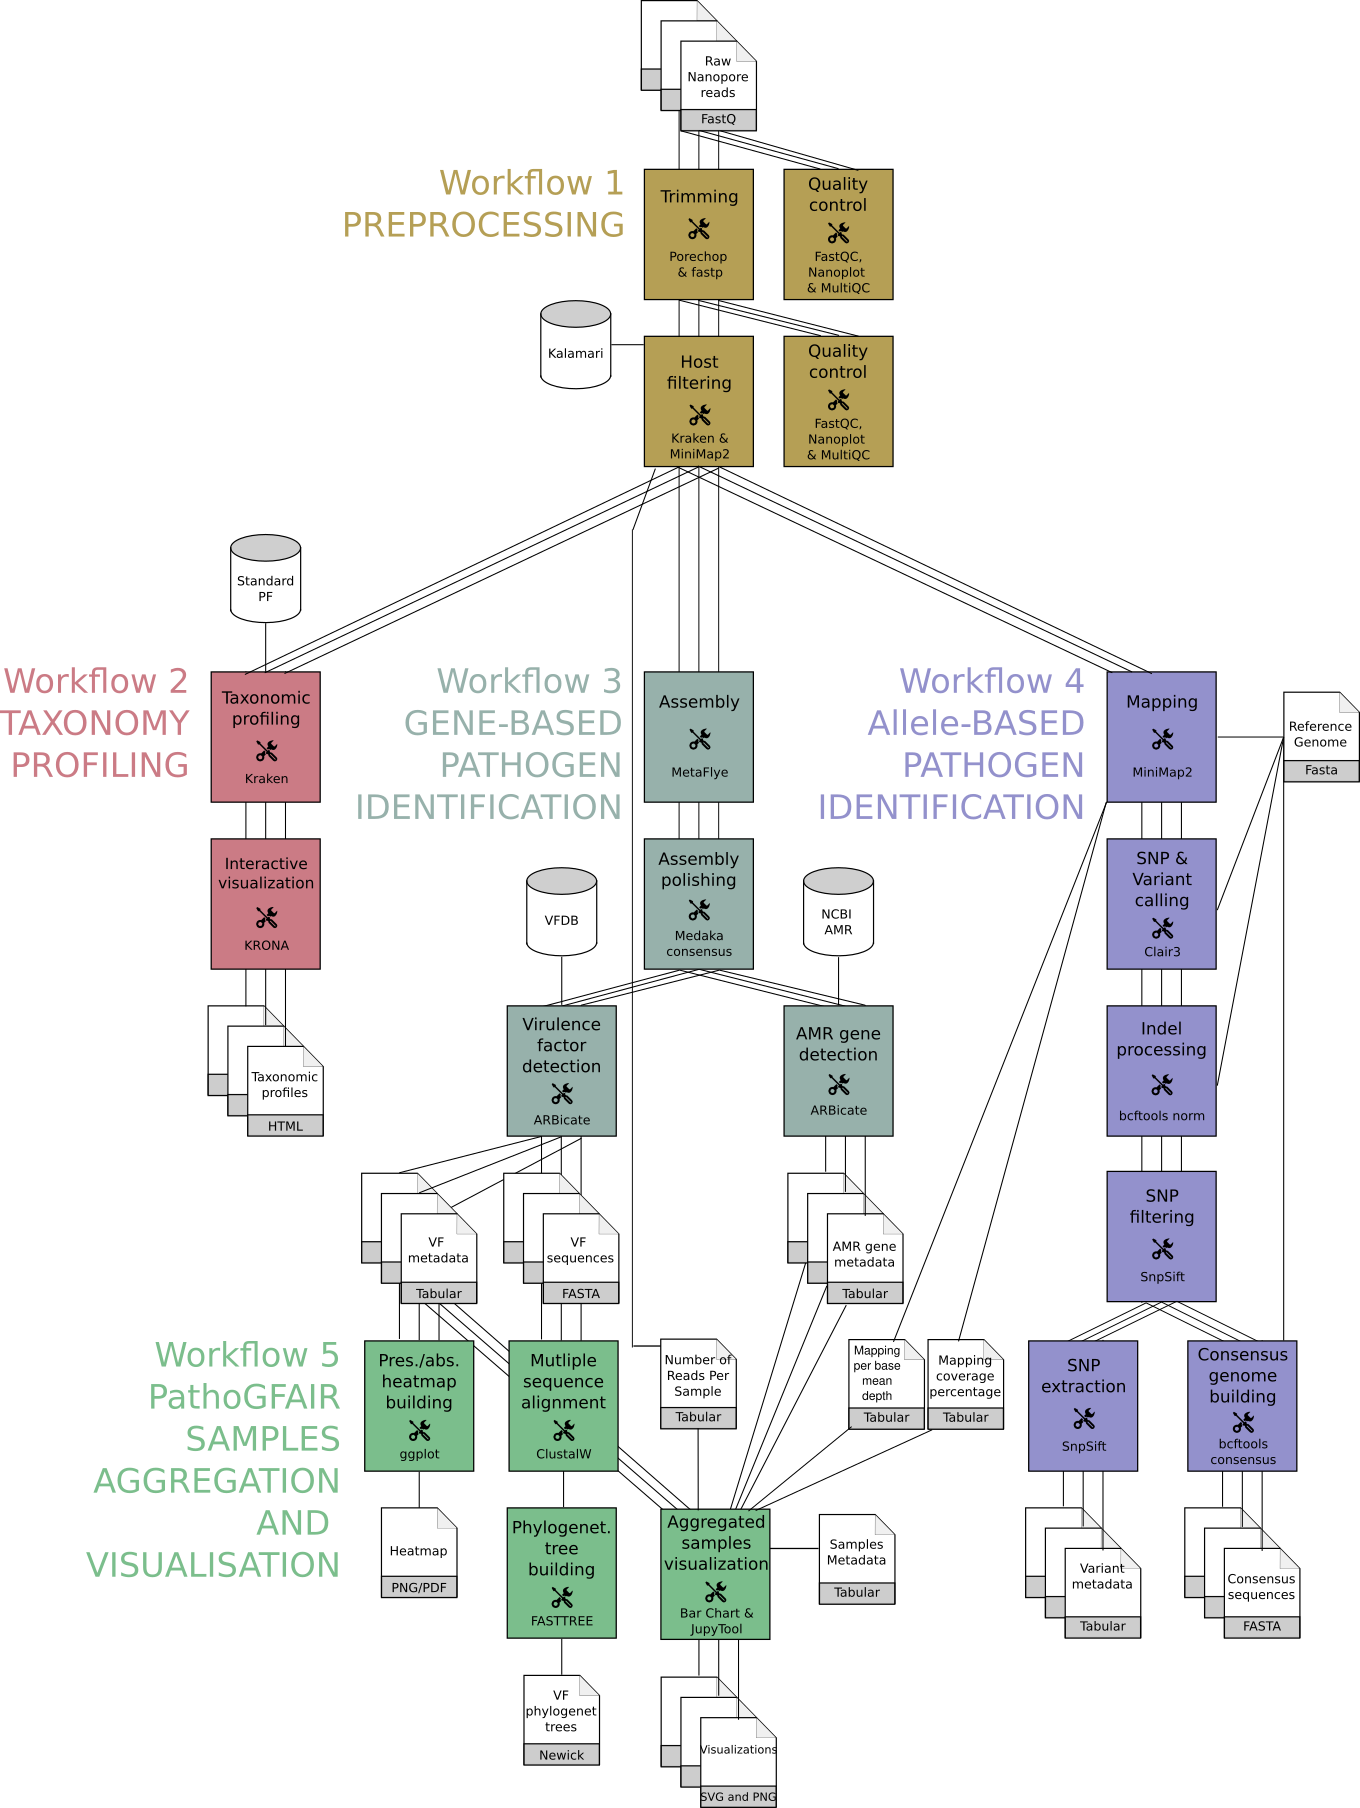 Raw
Nanopore
reads
FastQ
Workflow 1
PREPROCESSING
Trimming
Porechop
& fastp
Quality
control
FastQC,
Nanoplot
& MultiQC
Kalamari
Host
filtering
Kraken &
MiniMap2
Quality
control
FastQC,
Nanoplot
& MultiQC
Standard
PF
Workflow 2
TAXONOMY
PROFILING
Taxonomic
profiling
Kraken
Interactive
visualization
KRONA
Taxonomic
profiles
HTML
Workflow 3
GENE-BASED
PATHOGEN
IDENTIFICATION
Assembly
MetaFlye
Assembly
polishing
Medaka
consensus
VFDB
NCBI
AMR
Virulence
factor
detection
ARBicate
AMR gene
detection
ARBicate
VF
metadata
Tabular
VF
sequences
FASTA
AMR gene
metadata
Tabular
Workflow 4
Allele-BASED
PATHOGEN
IDENTIFICATION
Mapping
MiniMap2
Reference
Genome
Fasta
SNP &
Variant
calling
Clair3
Indel
processing
bcftools norm
SNP
filtering
SnpSift
SNP
extraction
SnpSift
Consensus
genome
building
bcftools
consensus
Variant
metadata
Tabular
Consensus
sequences
FASTA
Workflow 5
PathoGFAIR
SAMPLES
AGGREGATION
AND
VISUALISATION
Pres./abs.
heatmap
building
ggplot
Mutliple
sequence
alignment
ClustalW
Number of
Reads Per
Sample
Tabular
Mapping
per base
mean
depth
Tabular
Mapping
coverage
percentage
Tabular
Heatmap
PNG/PDF
Phylogenet.
tree
building
FASTTREE
Aggregated
samples
visualization
Bar Chart &
JupyTool
Samples
Metadata
Tabular
VF
phylogenet
trees
Newick
Visualizations
SVG and PNG